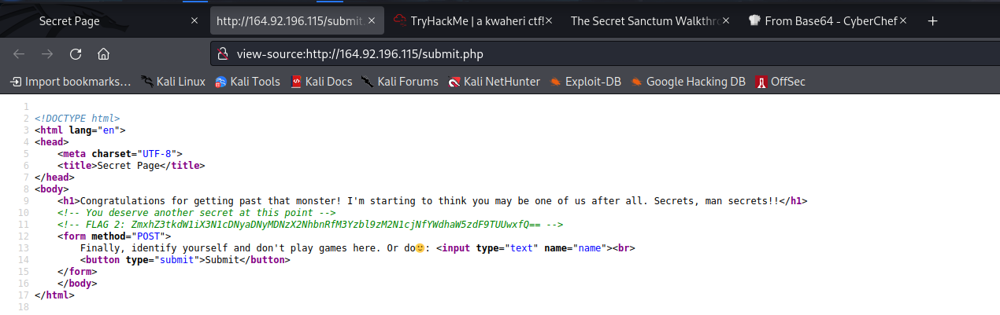 Secret Page
http://164.92.196.115/submit.
TryHackMe | a kwaheri ctf!
The Secret Sanctum Walkthr
From Base64 - CyberChef
view-source:http://164.92.196.115/submit.php
Import bookmarks…
Kali Linux
Kali Tools
Kali Docs
Kali Forums
Kali NetHunter
Exploit-DB
Google Hacking DB
OffSec
1
2 <!DOCTYPE html>
3 <html lang="en">
4 <head>
5 <meta charset="UTF-8">
6 <title>Secret Page</title>
7 </head>
8 <body>
9 <h1>Congratulations for getting past that monster! I'm starting to think you may be one of us after all. Secrets, man secrets!!</h1>
10 <!-- You deserve another secret at this point -->
11 <!-- FLAG 2: ZmxhZ3tkdW1iX3N1cDNyaDNyMDNzX2NhbnRfM3Yzbl9zM2N1cjNfYWdhaW5zdF9TUUwxfQ== -->
12 <form method="POST">
13 Finally, identify yourself and don't play games here. Or do🙂: <input type="text" name="name"><br>
14 <button type="submit">Submit</button>
15 </form>
16 </body>
17 </html>
18